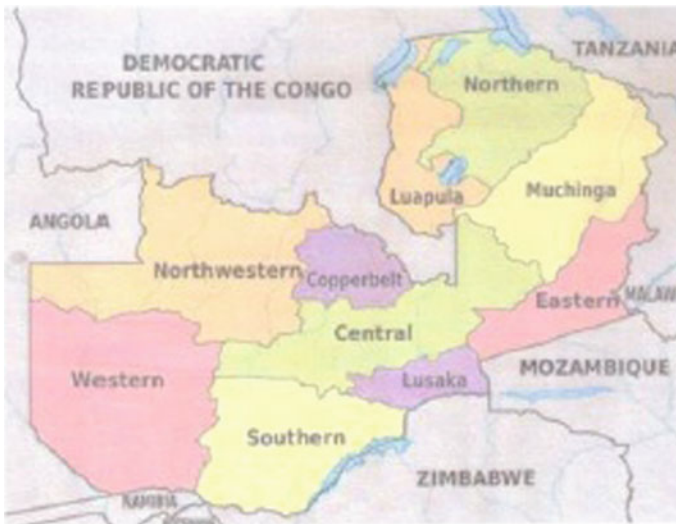 DEMOCRATIC
REPUBLIC OF THE CONGO
TANZANIA
Northern
Luapula
Muchinga
ANGOLA
Northwestern
Copperbelt
Eastern
MALAW
Central
Western
Lusaka
MOZAMBIQUE
Southern
ZIMBABWE
NAMIBIA